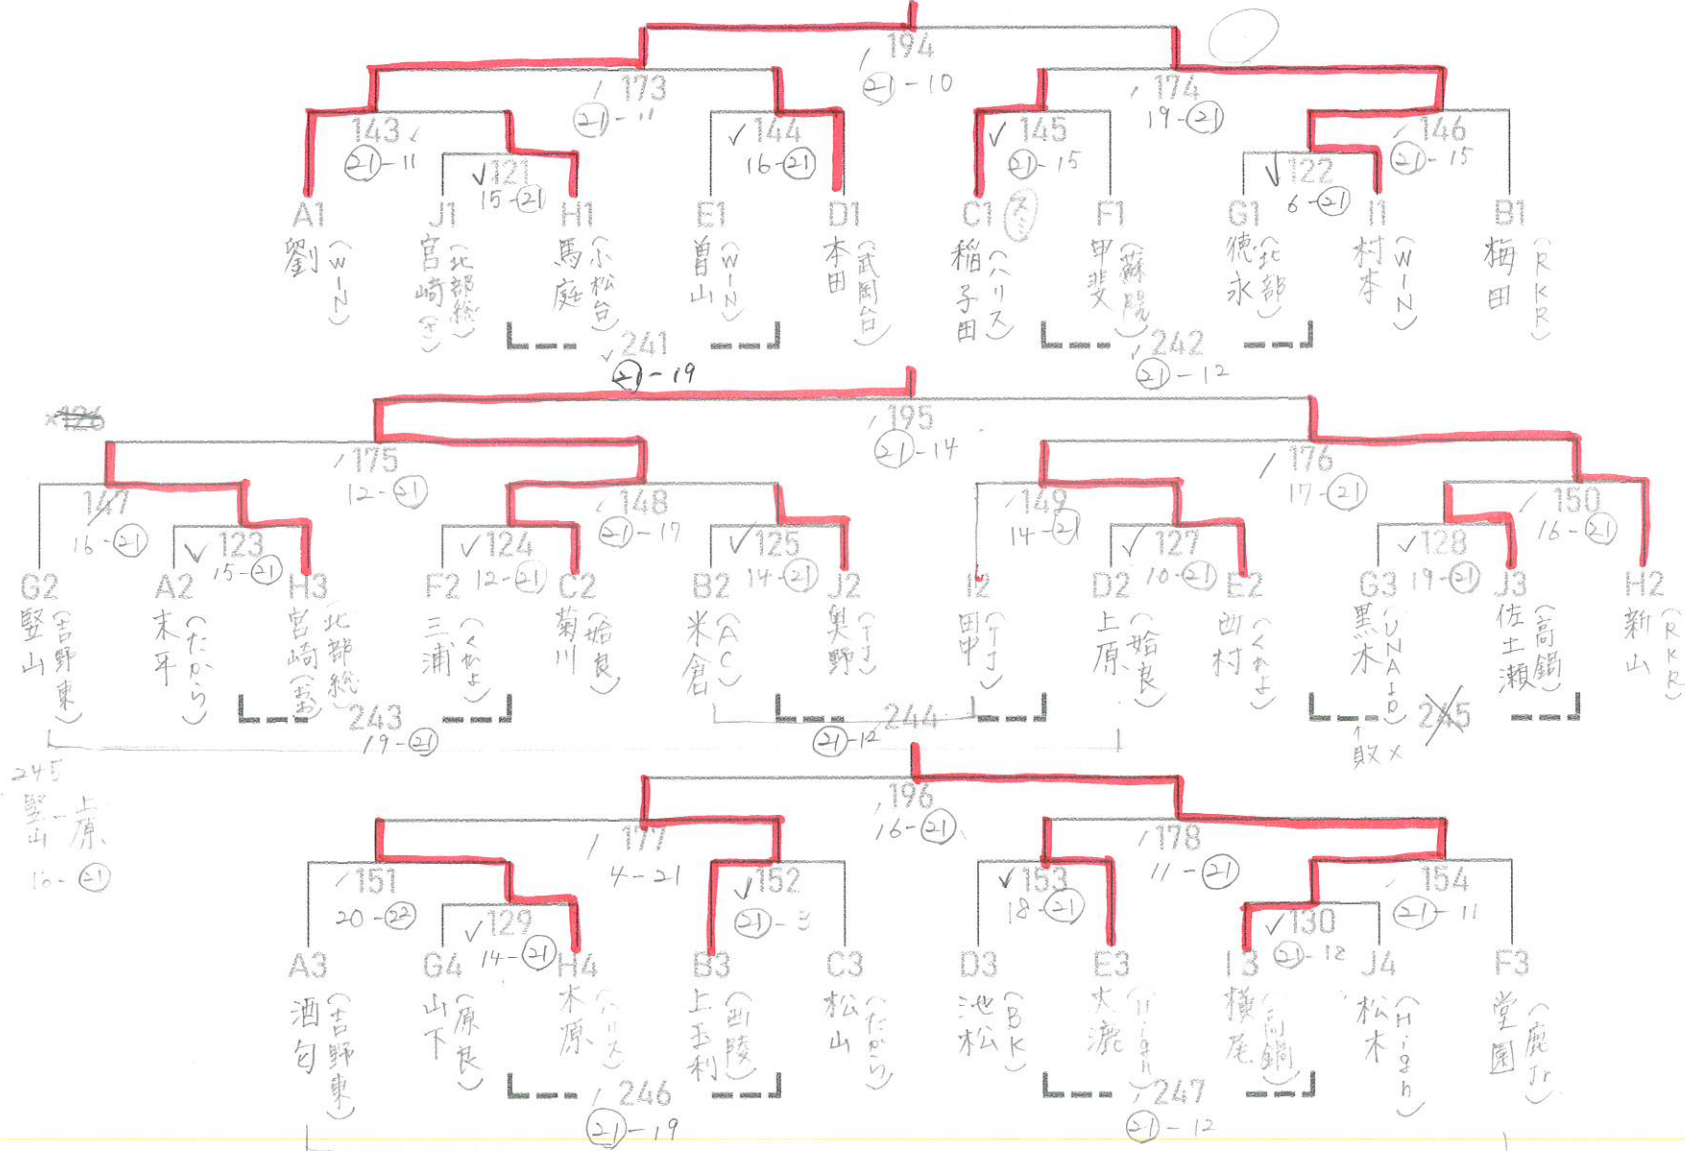 194
㉑-10
173
㉑-11
174
19-㉑
143
㉑-11
144
16-㉑
145
㉑-15
146
㉑-15
121
15-㉑
122
6-㉑
A1 J1 H1 E1 D1 C1 F1 G1 I1 B1
劉(WIN)
宮崎(北部総)
馬庭(小松台)
曽山(WIN)
本田(武岡台)
稲子田(ハリス)
甲斐(蘇陽)
徳永(北部)
村本(WIN)
梅田(RKR)
241
㉑-19
242
㉑-12
×126
195
㉑-14
175
12-㉑
176
17-㉑
147
16-㉑
148
㉑-17
149
14-㉑
150
16-㉑
123
15-㉑
124
12-㉑
125
14-㉑
127
10-㉑
128
19-㉑
G2 A2 H3 F2 C2 B2 J2 I2 D2 E2 G3 J3 H2
竪山(吉野東)
末平(たから)
宮崎(北部総)
三浦
菊川(姶良)
米倉(AC)
奥野(TJ)
田中(TJ)
上原(姶良)
西村
黒木
佐土瀬(高鍋)
新山(RKR)
243
19-㉑
244
㉑-12
245
敗×
245
竪山-上原
16-㉑
196
16-㉑
177
4-21
178
11-㉑
151
20-㉒
152
㉑-3
153
18-㉑
154
㉑-11
129
14-㉑
130
㉑-18
A3 G4 H4 B3 C3 D3 E3 I3 J4 F3
酒匂(吉野東)
山下(原良)
木原(ハリス)
上玉利(西陵)
松山(たから)
池松(BK)
大漉(High)
横尾(高鍋)
松木(High)
堂園(鹿Jr)
246
㉑-19
247
㉑-12